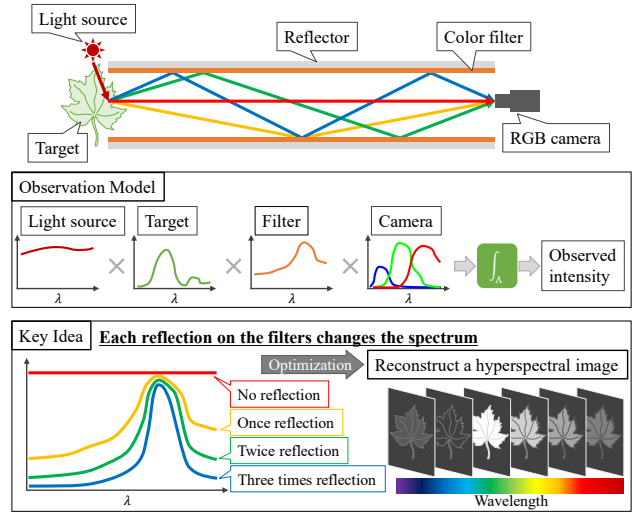 Light source
Reflector
Color filter
Target
RGB camera
Observation Model
Light source
Target
Filter
Camera
λ
λ
λ
λ
× × ×
∫Λ
Observed
intensity
Key Idea
Each reflection on the filters changes the spectrum
Optimization
Reconstruct a hyperspectral image
No reflection
Once reflection
Twice reflection
Three times reflection
λ
Wavelength